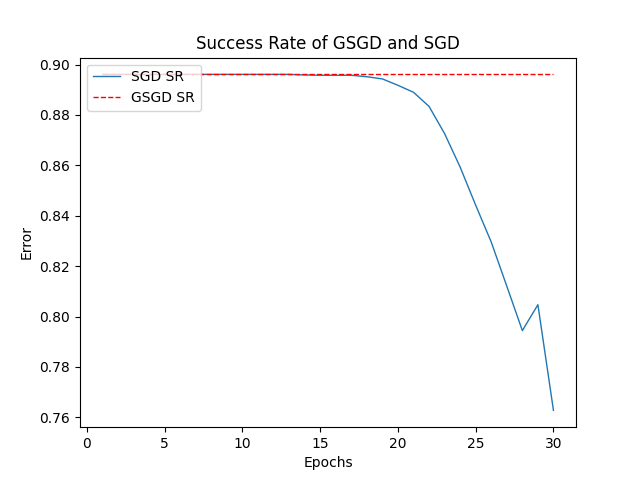 Success Rate of GSGD and SGD
SGD SR
GSGD SR
Error
0.90
0.88
0.86
0.84
0.82
0.80
0.78
0.76
0 5 10 15 20 25 30
Epochs